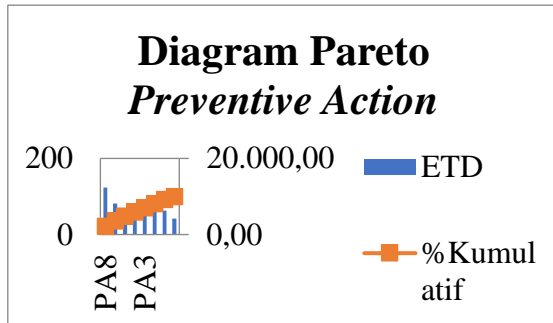 Diagram Pareto
Preventive Action
200
0
20.000,00
0,00
PA8
PA3
ETD
%Kumul
atif